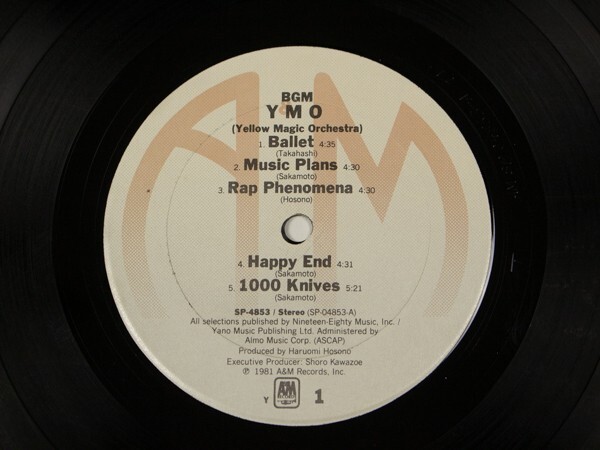 BGM
YMO
(Yellow Magic Orchestra)
1. Ballet 4:35
(Takahashi)
2. Music Plans 4:30
(Sakamoto)
3. Rap Phenomena 4:30
(Hosono)
4. Happy End 4:31
(Sakamoto)
5. 1000 Knives 5:21
(Sakamoto)
SP-4853 / Stereo (SP-04853-A)
All selections published by Nineteen-Eighty Music, Inc. /
Yano Music Publishing Ltd. Administered by
Almo Music Corp. (ASCAP)
Produced by Haruomi Hosono
Executive Producer: Shoro Kawazoe
℗ 1981 A&M Records, Inc.
Y A&M RECORDS 1